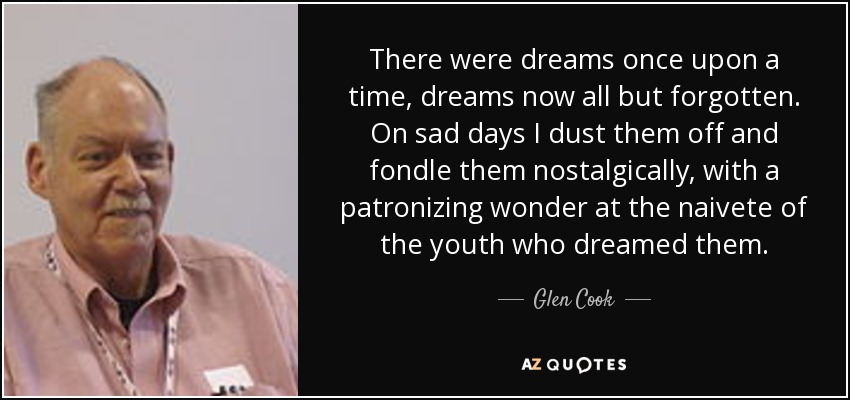 There were dreams once upon a
time, dreams now all but forgotten.
On sad days I dust them off and
fondle them nostalgically, with a
patronizing wonder at the naivete of
the youth who dreamed them.
Glen Cook
AZ QUOTES